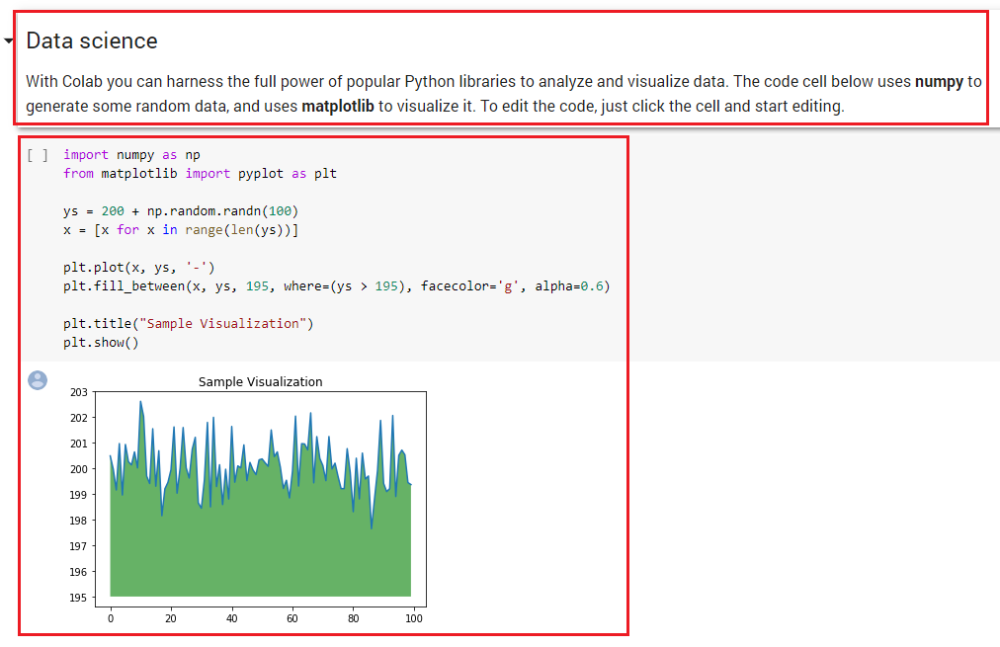 Data science
With Colab you can harness the full power of popular Python libraries to analyze and visualize data. The code cell below uses numpy to
generate some random data, and uses matplotlib to visualize it. To edit the code, just click the cell and start editing.
[ ] import numpy as np
from matplotlib import pyplot as plt
ys = 200 + np.random.randn(100)
x = [x for x in range(len(ys))]
plt.plot(x, ys, '-')
plt.fill_between(x, ys, 195, where=(ys > 195), facecolor='g', alpha=0.6)
plt.title("Sample Visualization")
plt.show()
Sample Visualization
203
202
201
200
199
198
197
196
195
0 20 40 60 80 100